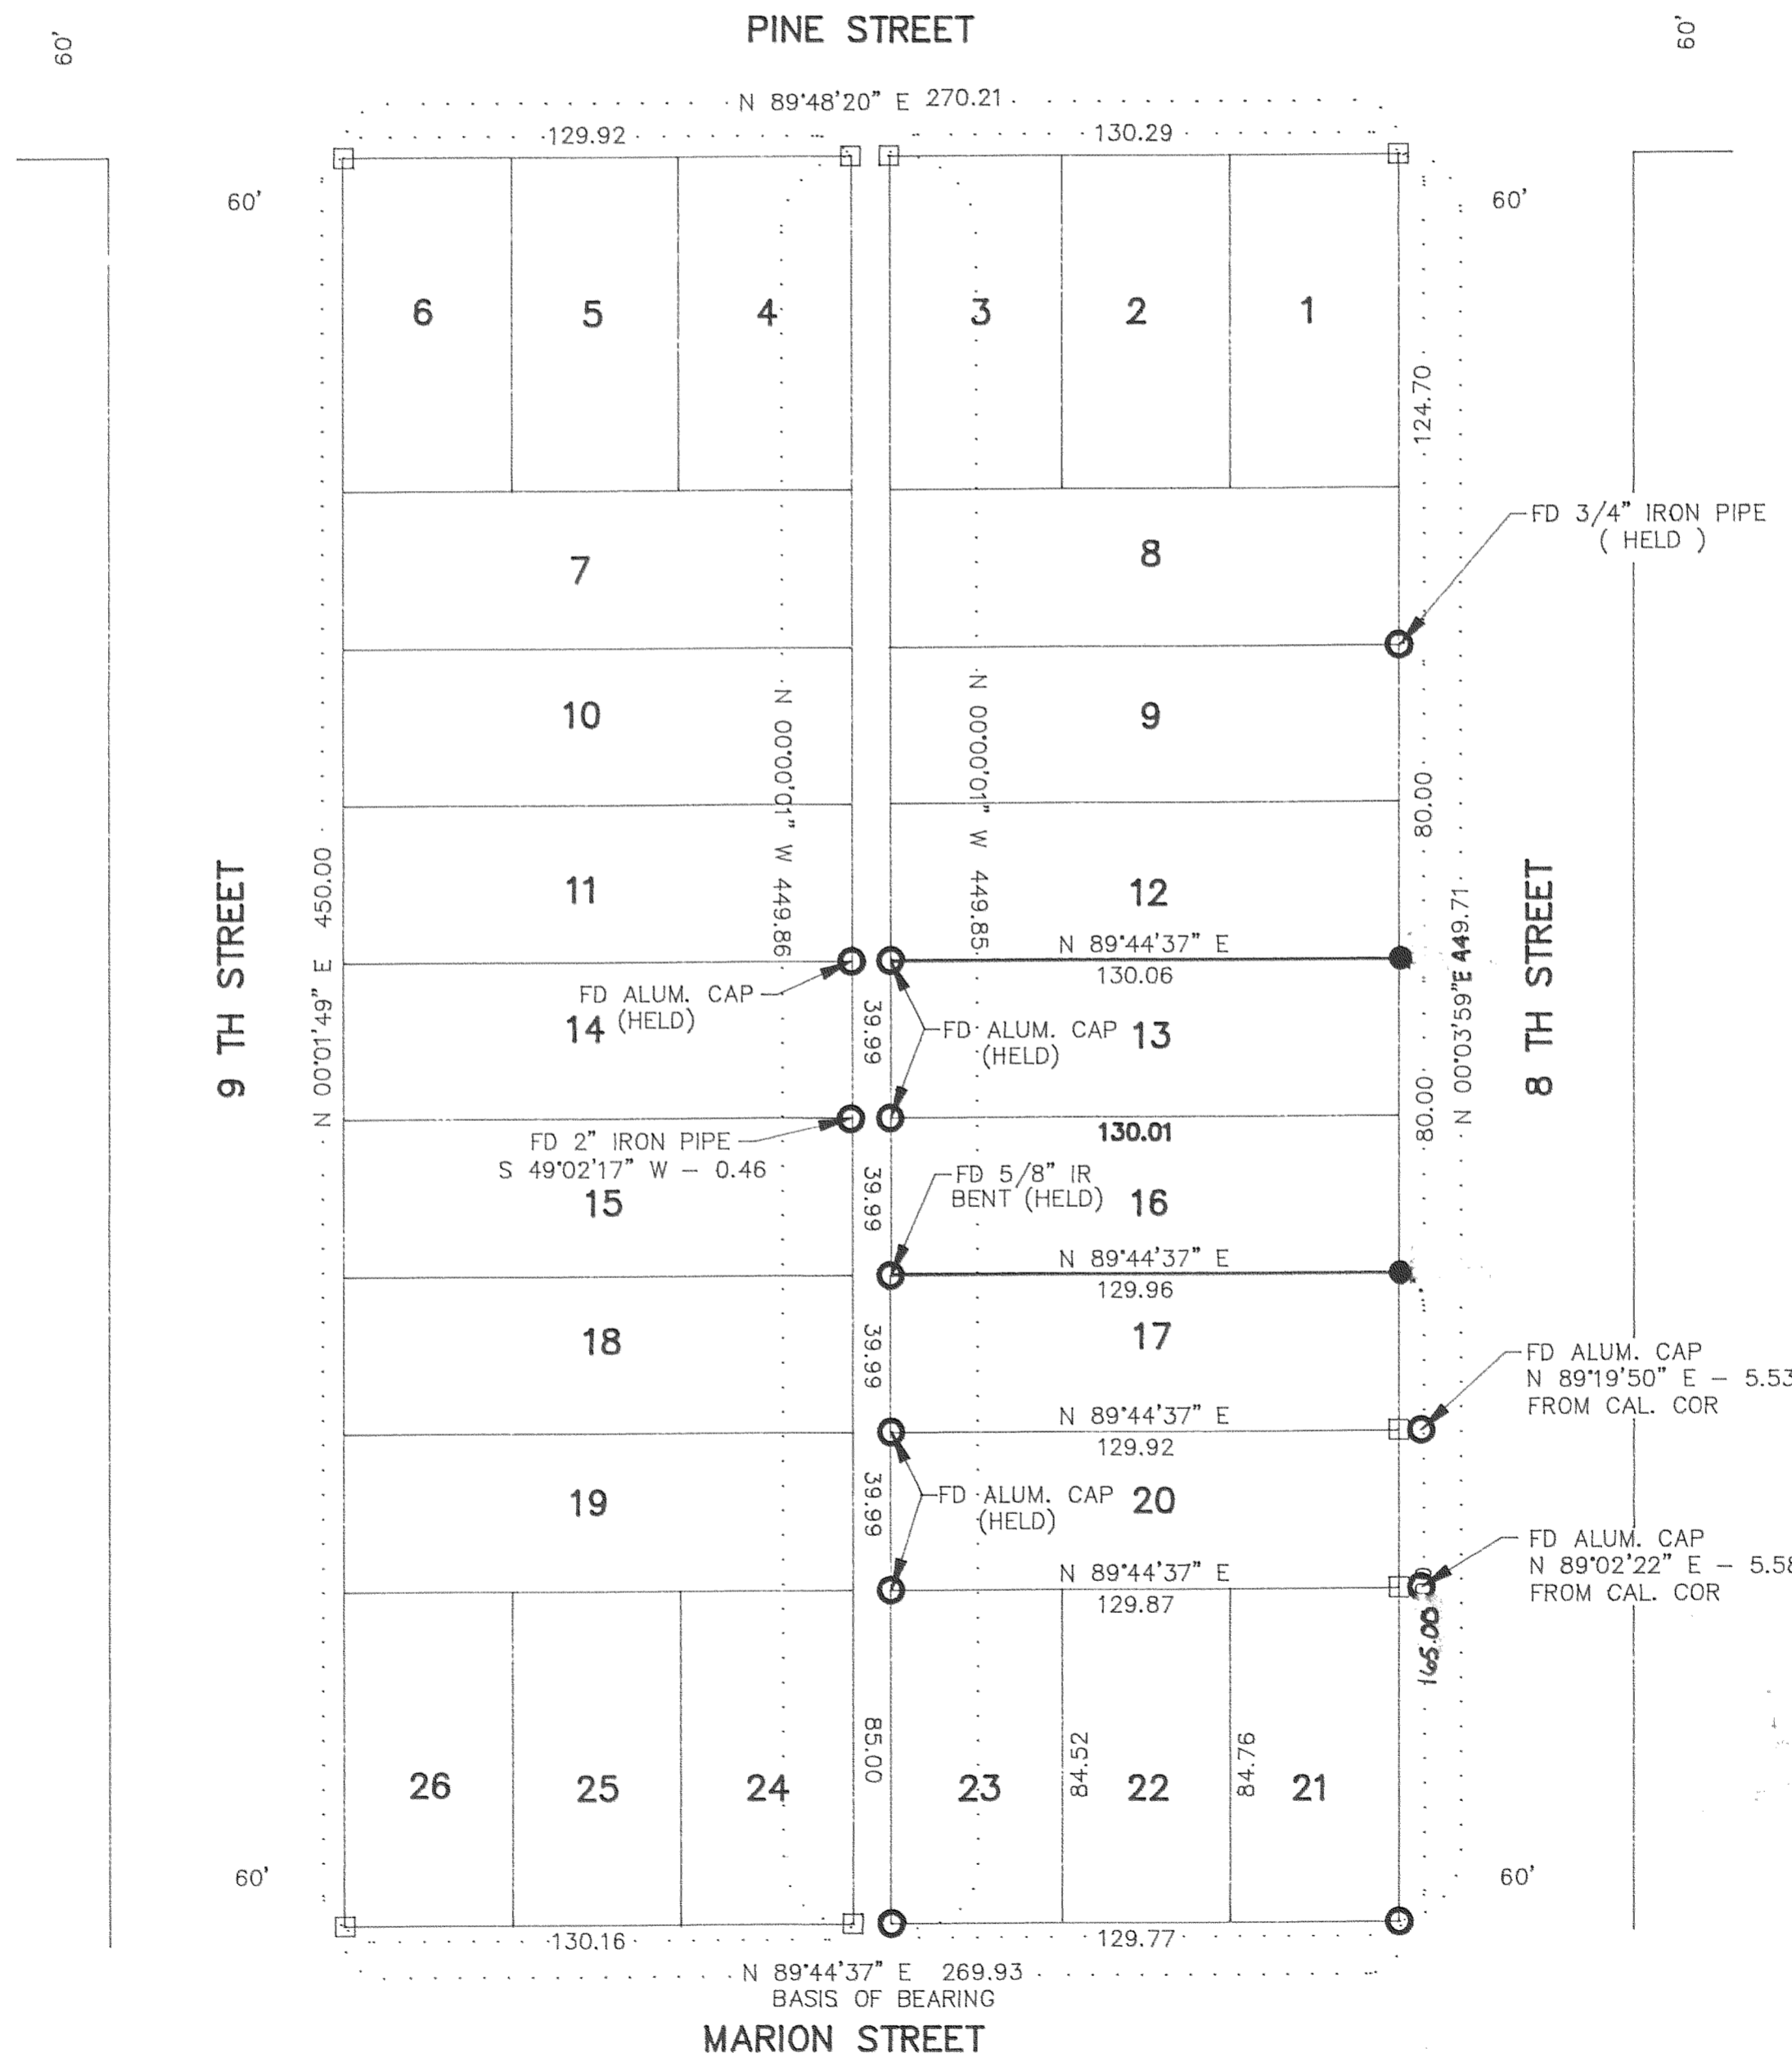 PINE STREET
60'
60'
N 89°48'20" E 270.21
129.92
130.29
60'
60'
6
5
4
3
2
1
124.70
FD 3/4" IRON PIPE
( HELD )
7
8
10
9
N 00°00'01" W 449.86
N 00°00'01" W 449.85
80.00
11
12
9 TH STREET
N 00°01'49" E 450.00
N 00°03'59" E 449.71
8 TH STREET
N 89°44'37" E
130.06
FD ALUM. CAP
(HELD)
14
39.99
FD ALUM. CAP
(HELD)
13
80.00
130.01
FD 2" IRON PIPE
S 49°02'17" W – 0.46
15
39.99
FD 5/8" IR
BENT (HELD)
16
N 89°44'37" E
129.96
18
39.99
17
FD ALUM. CAP
N 89°19'50" E – 5.53
FROM CAL. COR
N 89°44'37" E
129.92
19
39.99
FD ALUM. CAP
(HELD)
20
FD ALUM. CAP
N 89°02'22" E – 5.58
FROM CAL. COR
N 89°44'37" E
129.87
165.00
26
25
24
85.00
23
84.52
22
84.76
21
60'
60'
130.16
129.77
N 89°44'37" E 269.93
BASIS OF BEARING
MARION STREET